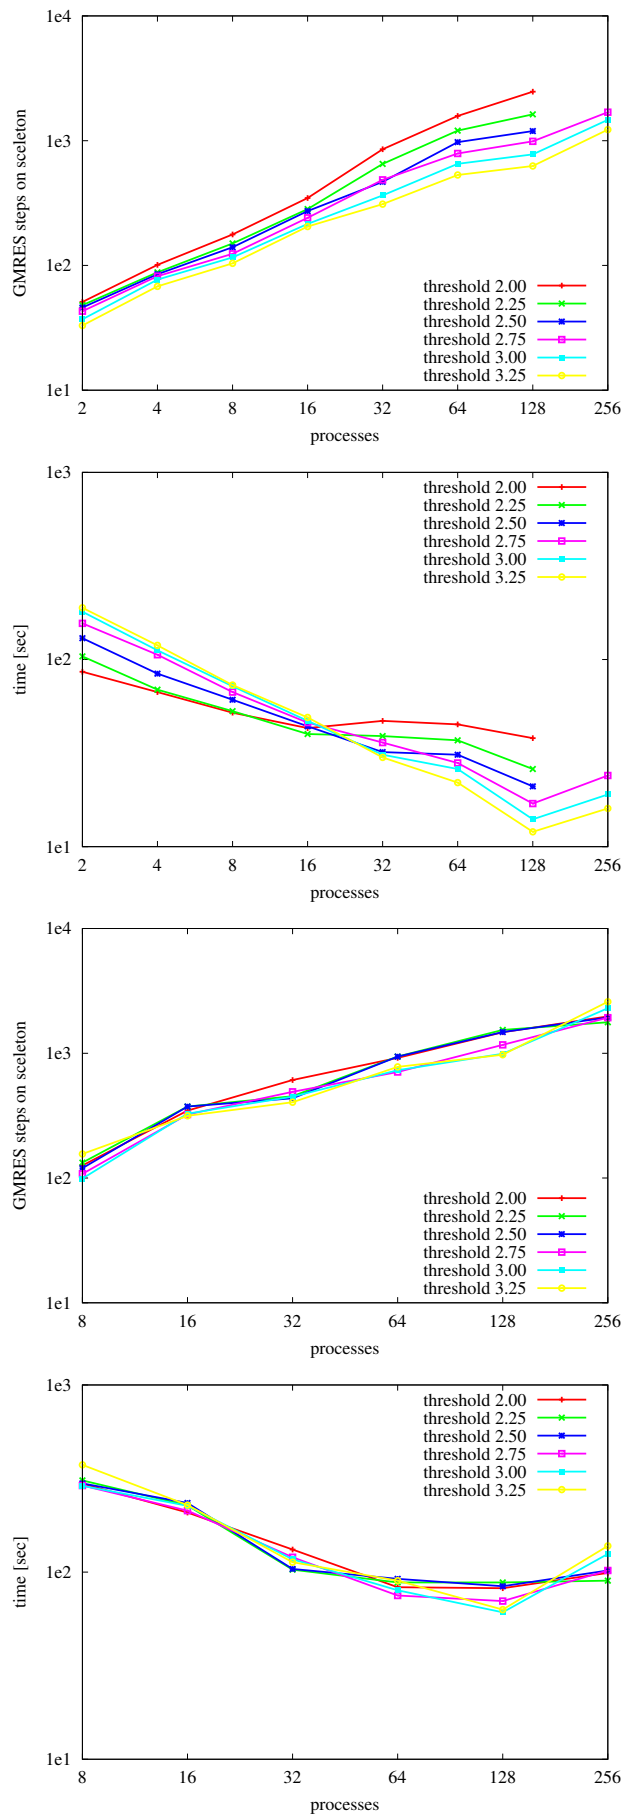 1e4
1e3
1e2
1e1
GMRES steps on sceleton
threshold 2.00
threshold 2.25
threshold 2.50
threshold 2.75
threshold 3.00
threshold 3.25
2 4 8 16 32 64 128 256
processes
1e3
1e2
1e1
time [sec]
threshold 2.00
threshold 2.25
threshold 2.50
threshold 2.75
threshold 3.00
threshold 3.25
2 4 8 16 32 64 128 256
processes
1e4
1e3
1e2
1e1
GMRES steps on sceleton
threshold 2.00
threshold 2.25
threshold 2.50
threshold 2.75
threshold 3.00
threshold 3.25
8 16 32 64 128 256
processes
1e3
1e2
1e1
time [sec]
threshold 2.00
threshold 2.25
threshold 2.50
threshold 2.75
threshold 3.00
threshold 3.25
8 16 32 64 128 256
processes